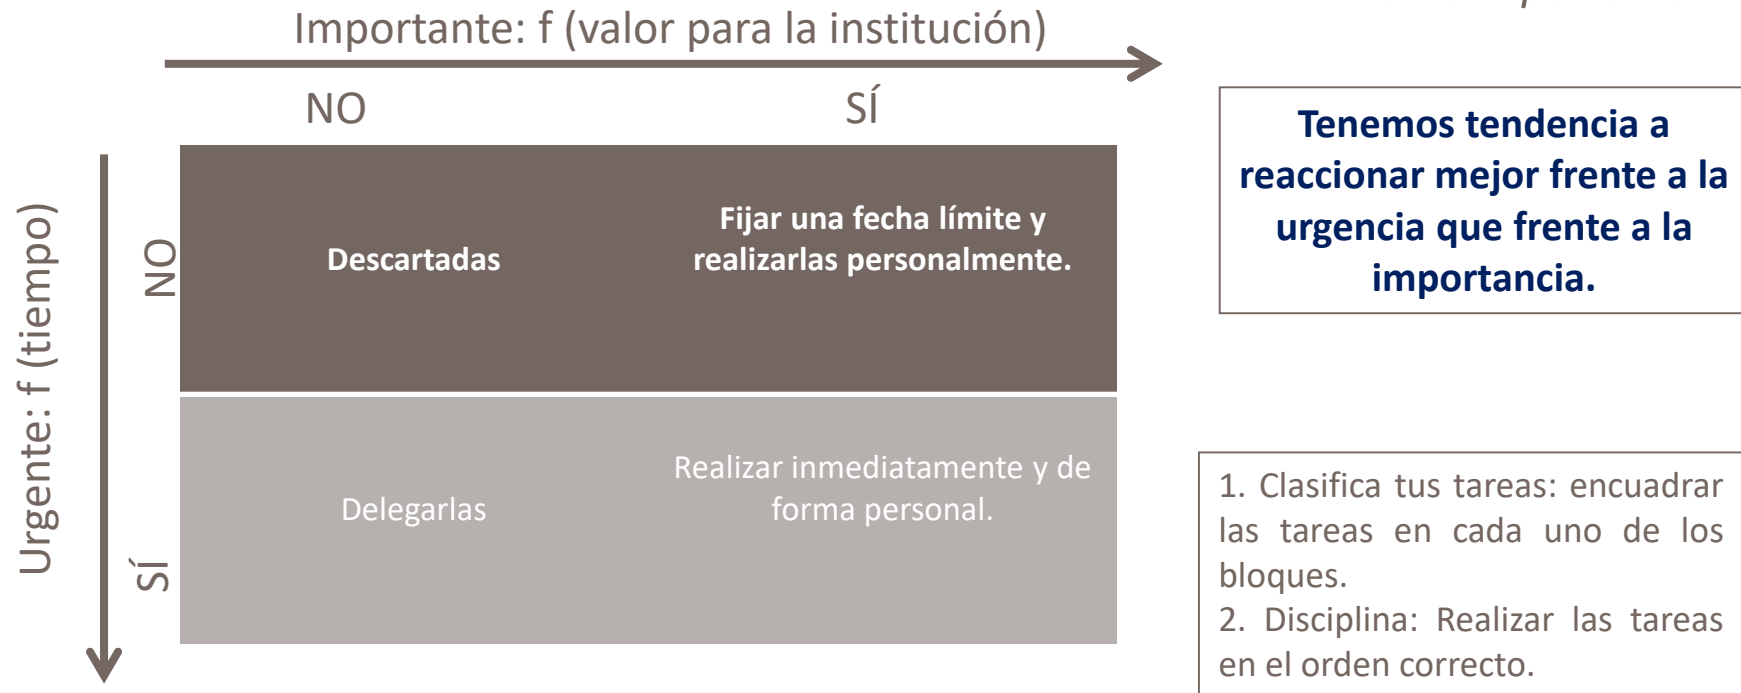 Importante: f (valor para la institución)
NO
SÍ
Urgente: f (tiempo)
NO
SÍ
Descartadas
Fijar una fecha límite y
realizarlas personalmente.
Delegarlas
Realizar inmediatamente y de
forma personal.
Tenemos tendencia a
reaccionar mejor frente a la
urgencia que frente a la
importancia.
1. Clasifica tus tareas: encuadrar
las tareas en cada uno de los
bloques.
2. Disciplina: Realizar las tareas
en el orden correcto.